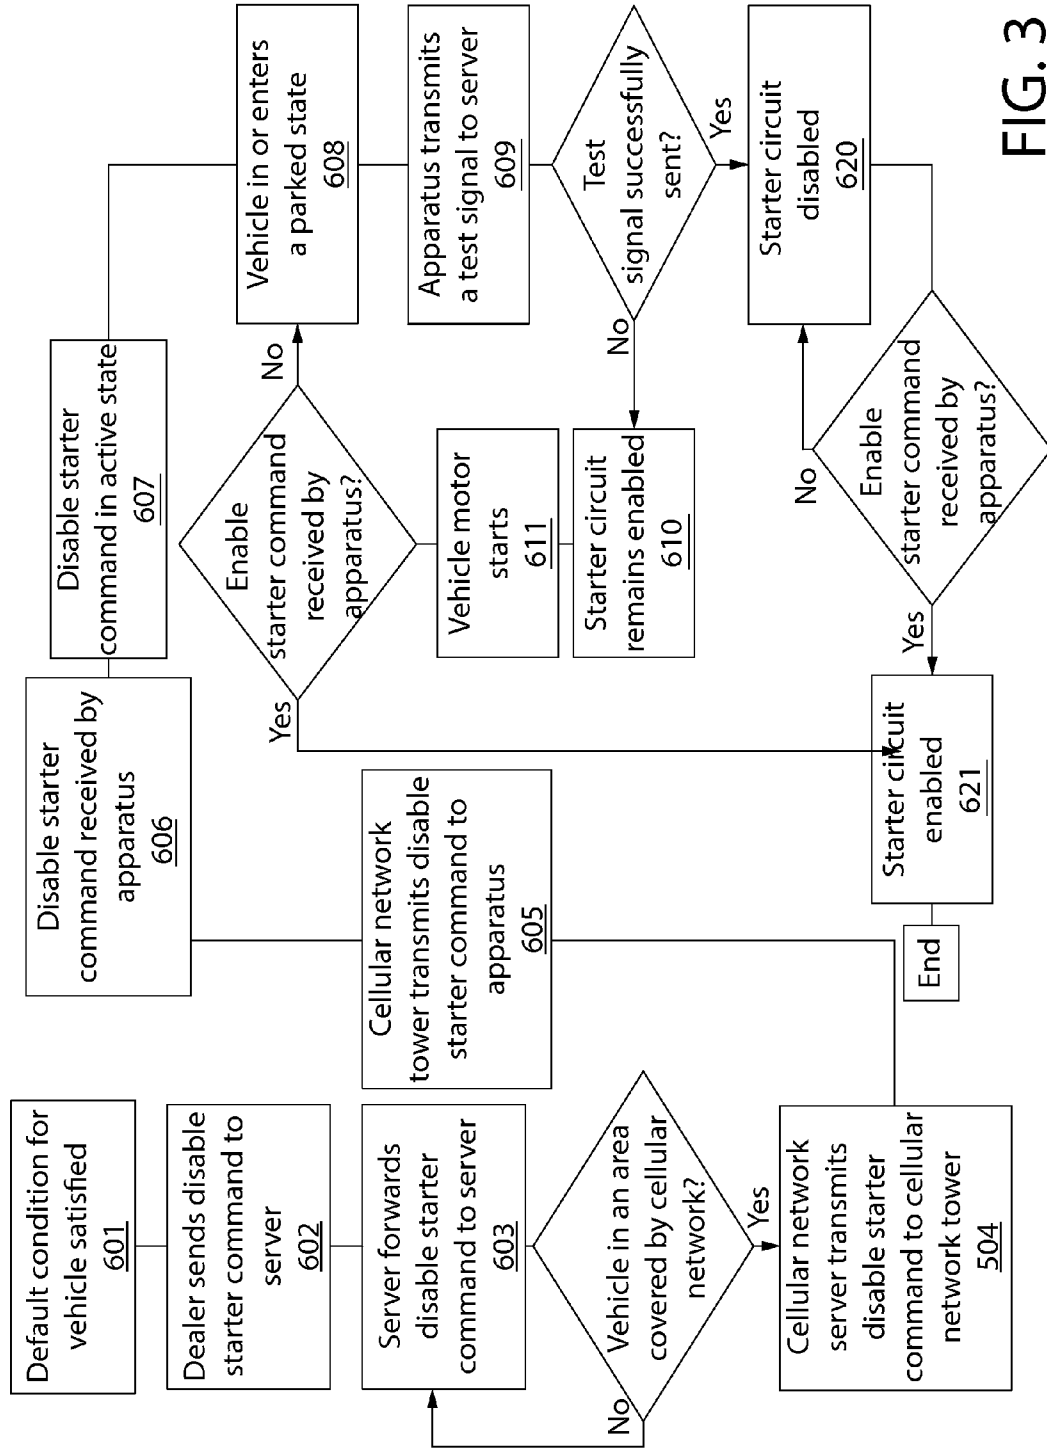 Default condition for
vehicle satisfied
601
Dealer sends disable
starter command to
server
602
Server forwards
disable starter
command to server
603
Vehicle in an area
covered by cellular
network?
No
Yes
Cellular network
server transmits
disable starter
command to cellular
network tower
504
Cellular network
tower transmits disable
starter command to
apparatus
605
Disable starter
command received by
apparatus
606
Disable starter
command in active state
607
Vehicle in or enters
a parked state
608
Apparatus transmits
a test signal to server
609
Test
signal successfully
sent?
No
Yes
Starter circuit
remains enabled
610
Vehicle motor
starts
611
Enable
starter command
received by
apparatus?
No
Yes
Starter circuit
disabled
620
Enable
starter command
received by
apparatus?
No
Yes
Starter circuit
enabled
621
End
FIG. 3